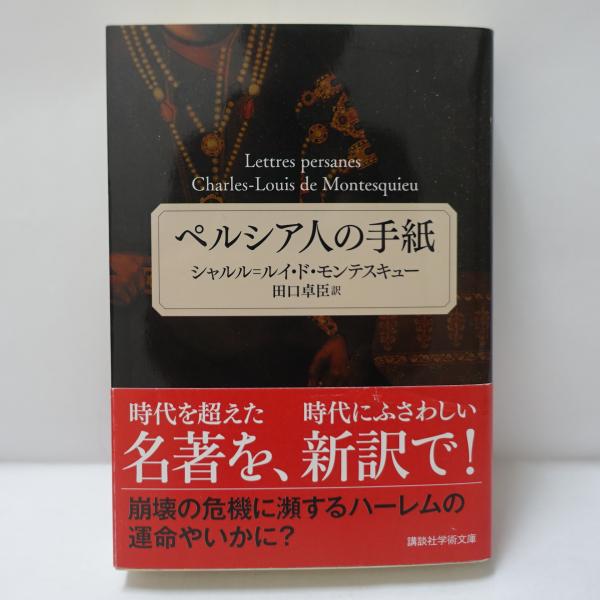 Lettres persanes
Charles-Louis de Montesquieu
ペルシア人の手紙
シャルル=ルイ・ド・モンテスキュー
田口卓臣 訳
時代を超えた 時代にふさわしい
名著を、新訳で!
崩壊の危機に瀕するハーレムの
運命やいかに?
講談社学術文庫